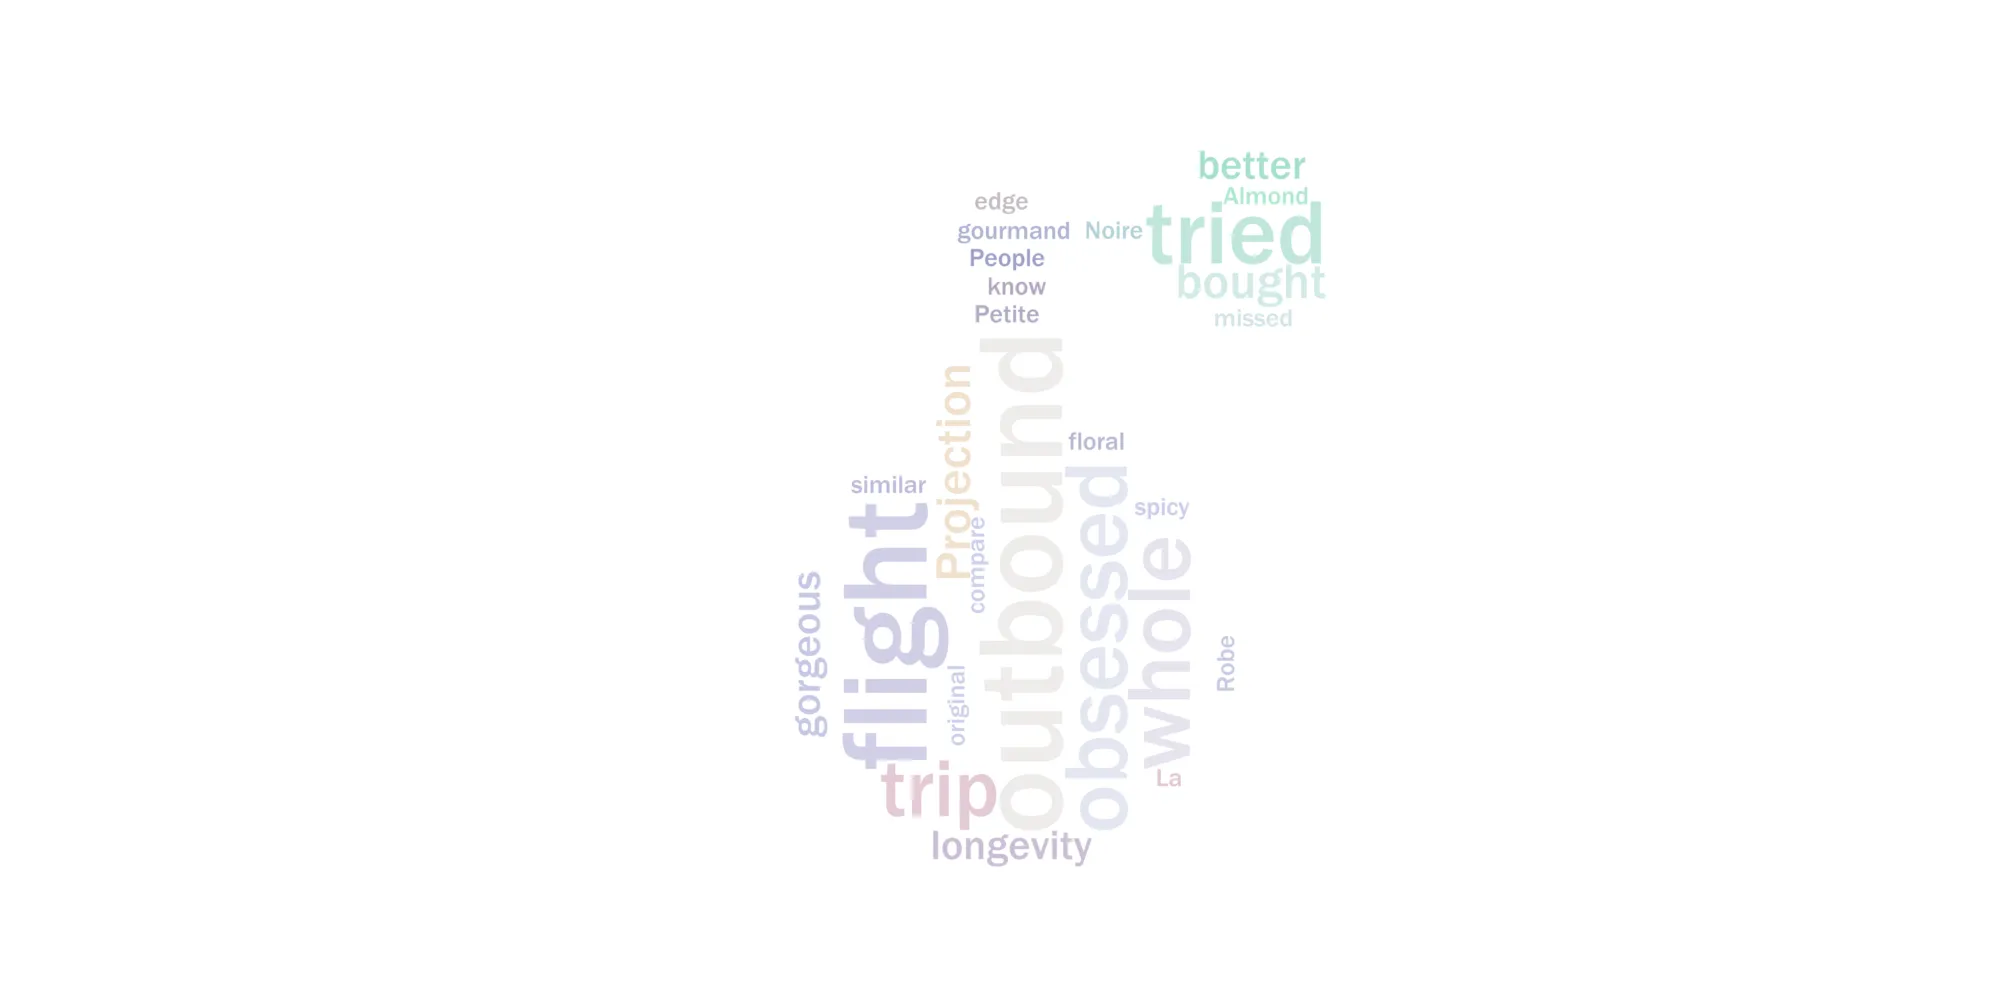 better
edge
Almond
gourmand
Noire
tried
People
bought
know
Petite
missed
Projection
outbound
floral
similar
flight
compare
obsessed
spicy
whole
gorgeous
original
Robe
trip
La
longevity